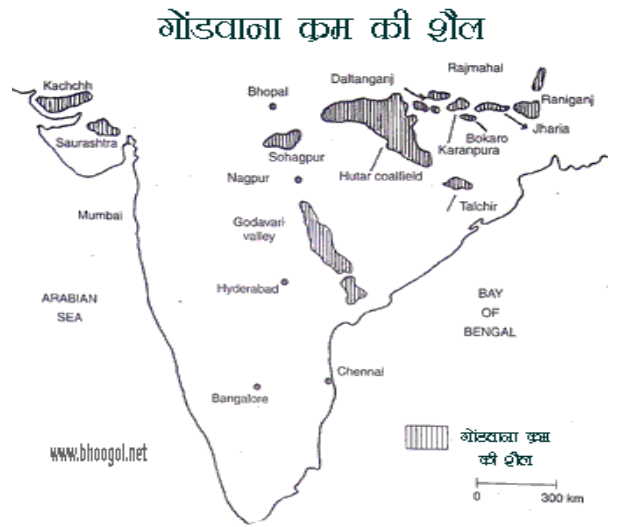 गोंडवाना क्रम की शैल
Rajmahal
Daltanganj
Kachchh
Bhopal
Raniganj
Jharia
Bokaro
Saurashtra
Karanpura
Sohagpur
Hutar coalfield
Nagpur
Talchir
Mumbai
Godavari
valley
Hyderabad
ARABIAN
SEA
BAY
OF
BENGAL
Chennai
Bangalore
गोंडवाना क्रम
की शैल
www.bhoogol.net
0 300 km